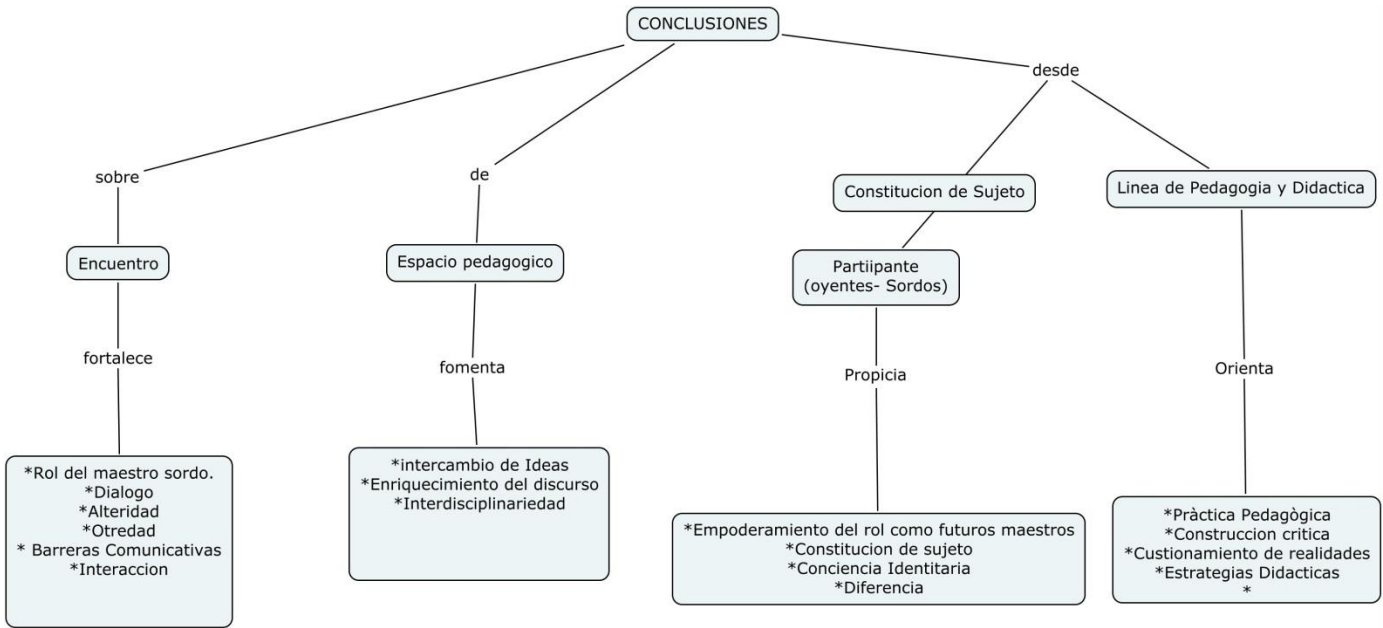 CONCLUSIONES
desde
sobre
de
Constitucion de Sujeto
Linea de Pedagogia y Didactica
Encuentro
Espacio pedagogico
Partiipante
(oyentes- Sordos)
fortalece
fomenta
Propicia
Orienta
*Rol del maestro sordo.
*Dialogo
*Alteridad
*Otredad
* Barreras Comunicativas
*Interaccion
*intercambio de Ideas
*Enriquecimiento del discurso
*Interdisciplinariedad
*Empoderamiento del rol como futuros maestros
*Constitucion de sujeto
*Conciencia Identitaria
*Diferencia
*Pràctica Pedagògica
*Construccion critica
*Custionamiento de realidades
*Estrategias Didacticas
*